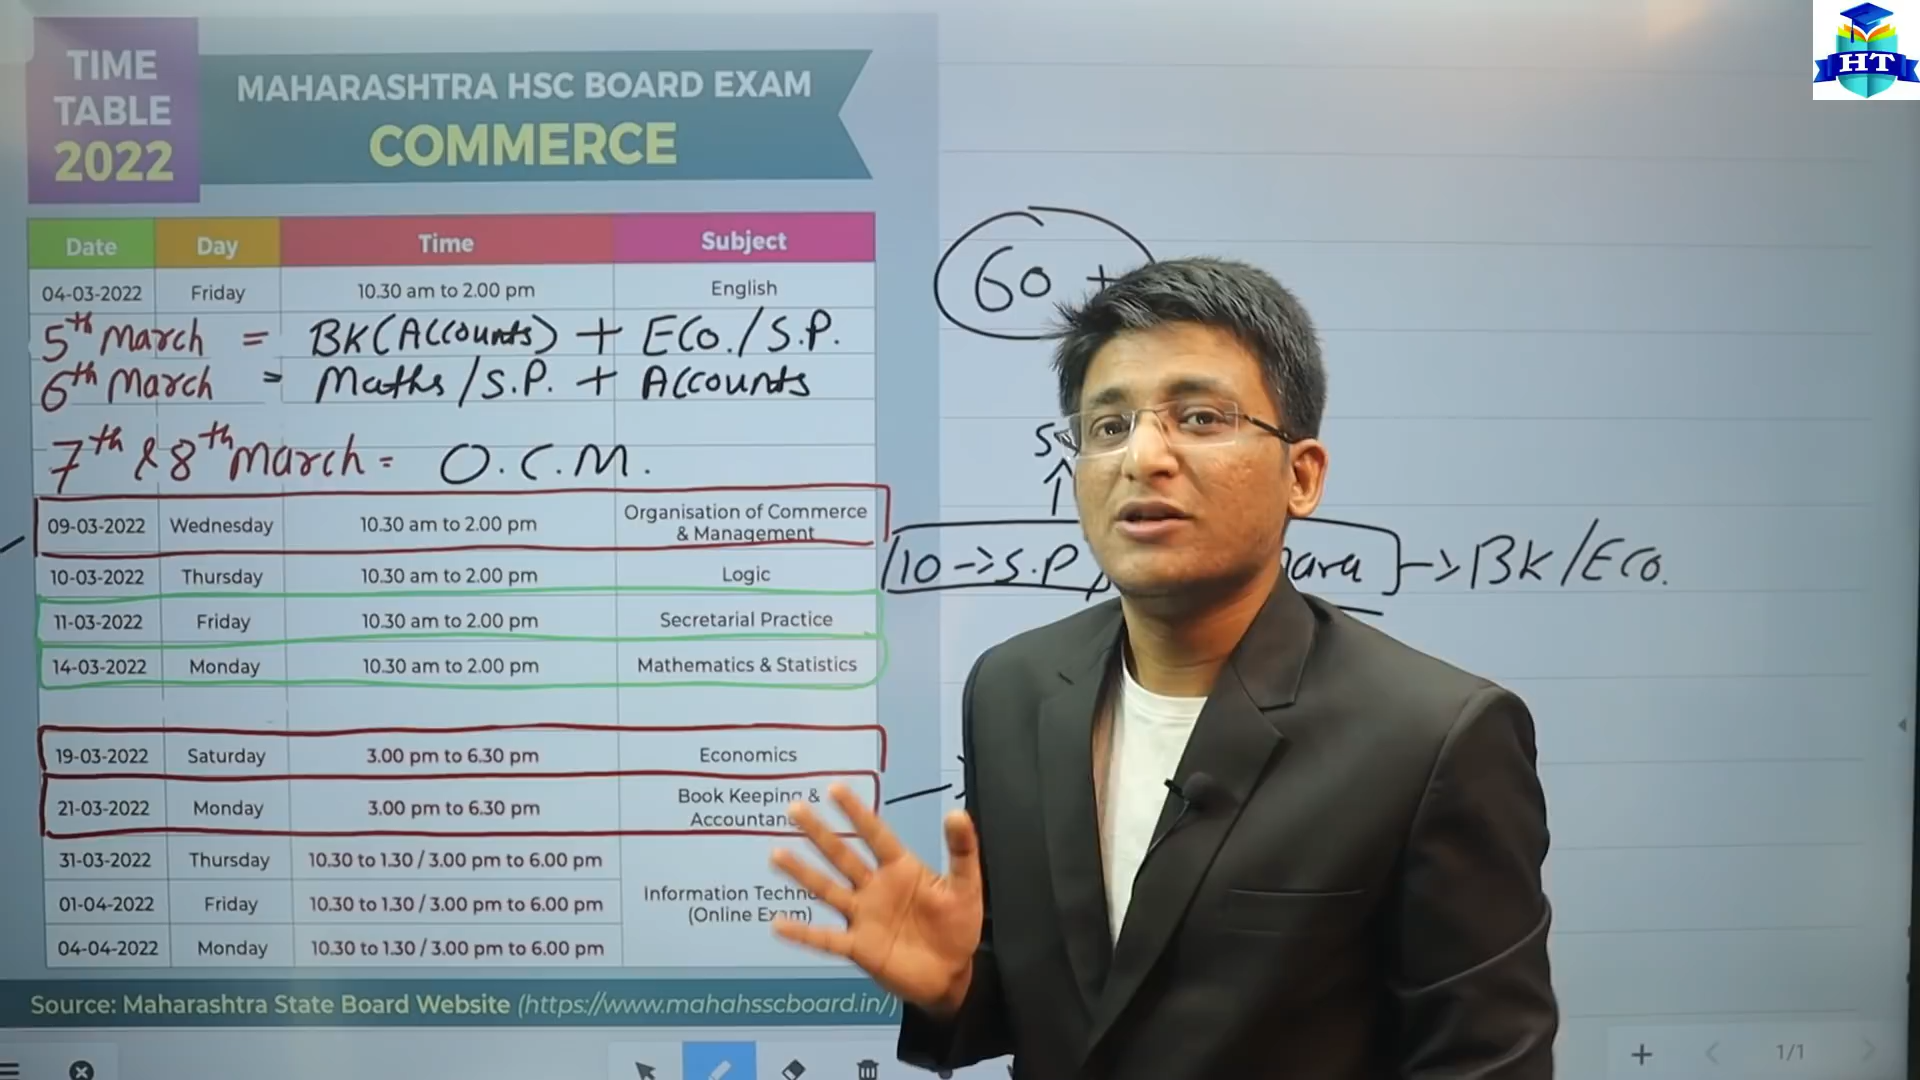 HT
TIME
TABLE
2022
MAHARASHTRA HSC BOARD EXAM
COMMERCE
Date Day Time Subject
04-03-2022 Friday 10.30 am to 2.00 pm English
5th March = BK (Accounts) + Eco. / S.P.
6th March = Maths / S.P. + Accounts
7th & 8th March = O.C.M.
09-03-2022 Wednesday 10.30 am to 2.00 pm Organisation of Commerce
& Management
10-03-2022 Thursday 10.30 am to 2.00 pm Logic
11-03-2022 Friday 10.30 am to 2.00 pm Secretarial Practice
14-03-2022 Monday 10.30 am to 2.00 pm Mathematics & Statistics
19-03-2022 Saturday 3.00 pm to 6.30 pm Economics
21-03-2022 Monday 3.00 pm to 6.30 pm Book Keeping &
31-03-2022 Thursday 10.30 to 1.30 / 3.00 pm to 6.00 pm
01-04-2022 Friday 10.30 to 1.30 / 3.00 pm to 6.00 pm
04-04-2022 Monday 10.30 to 1.30 / 3.00 pm to 6.00 pm
Information
(Online Exam)
Source: Maharashtra State Board Website (https://www.mahahsscboard.in/)
60 +
10 -> S.P
-> BK / Eco.
1/1